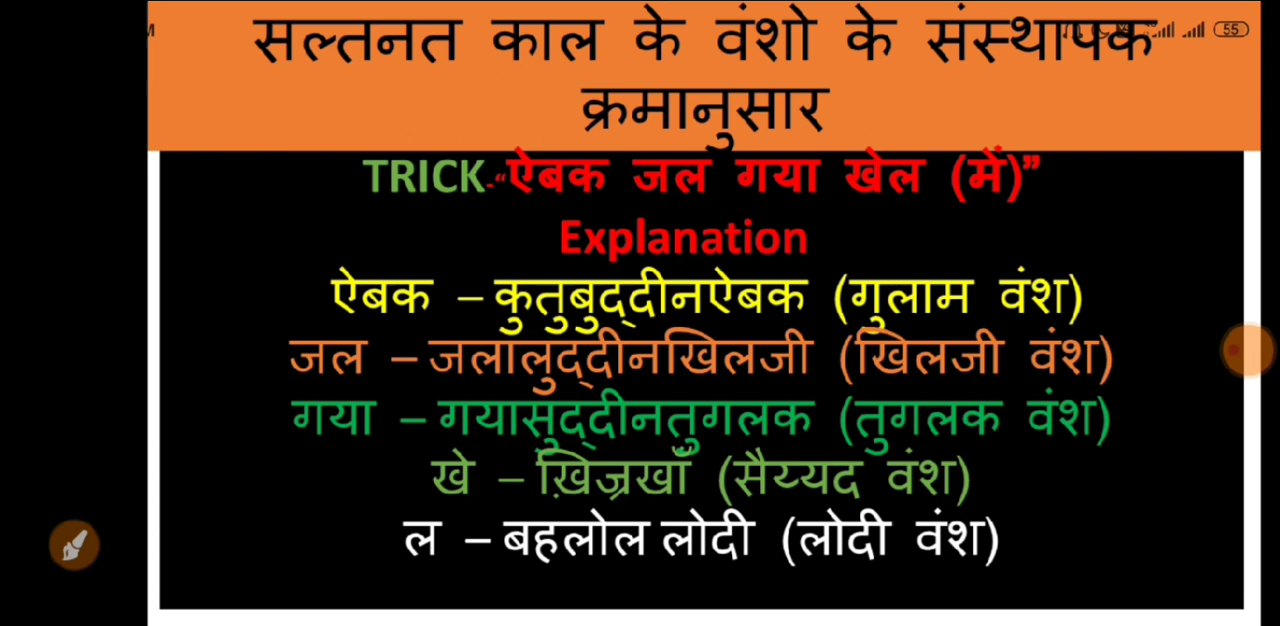 सल्तनत काल के वंशो के संस्थापक
55
क्रमानुसार
TRICK-“ऐबक जल गया खेल (में)”
Explanation
ऐबक – कुतुबुद्दीनऐबक (गुलाम वंश)
जल – जलालुद्दीनखिलजी (खिलजी वंश)
गया – गयासुद्दीनतुगलक (तुगलक वंश)
खे – ख़िज्रखाँ (सैय्यद वंश)
ल – बहलोल लोदी (लोदी वंश)